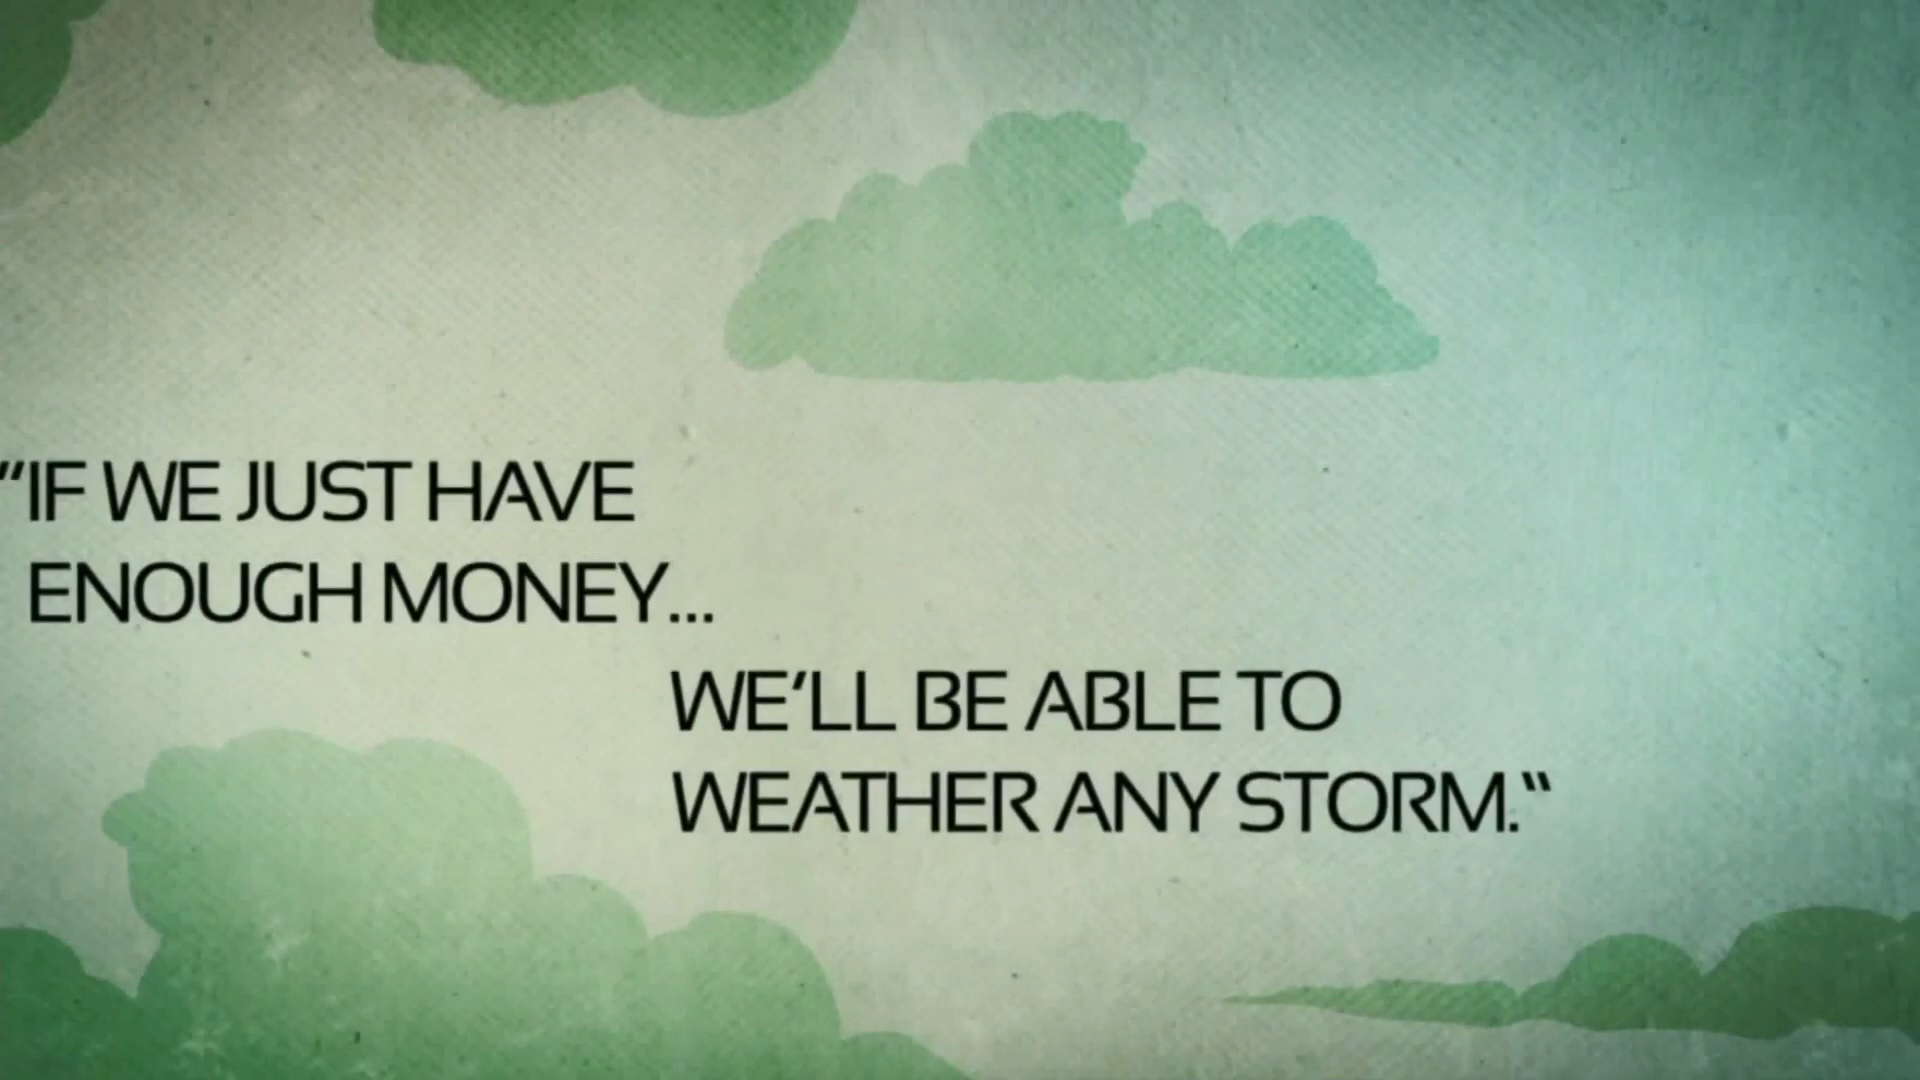 "IF WE JUST HAVE
ENOUGH MONEY...
WE'LL BE ABLE TO
WEATHER ANY STORM."